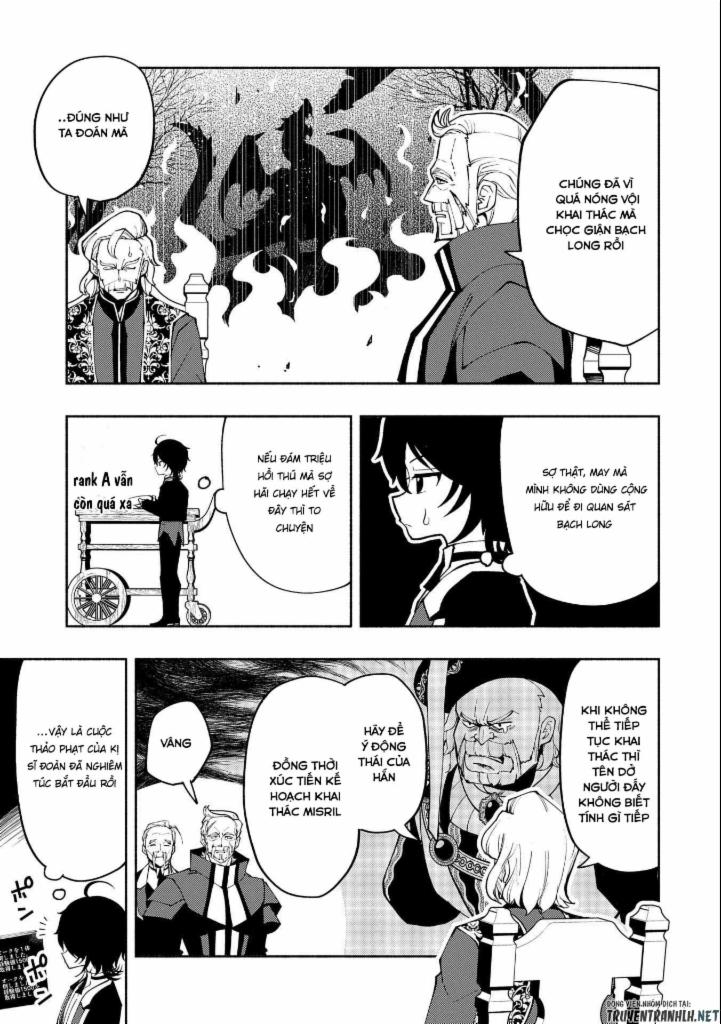 CHÚNG ĐÃ VÌ
QUÁ NÓNG VỘI
KHAI THÁC MÀ
CHỌC GIẬN BẠCH
LONG RỒI
..ĐÚNG NHƯ
TA ĐOÁN MÀ
SỢ THẬT, MAY MÀ
MÌNH KHÔNG DÙNG CỘNG
HƯU ĐỂ ĐI QUAN SÁT
BẠCH LONG
NẾU ĐÁM TRIỆU
HỒI THÚ MÀ SỢ
HÃI CHẠY HẾT VỀ
ĐÂY THÌ TO
CHUYỆN
rank A vẫn
còn quá xa
KHI KHÔNG
THỂ TIẾP
TỤC KHAI
THÁC THÌ
TÊN DỞ
NGƯỜI ĐẤY
KHÔNG BIẾT
TÍNH GÌ TIẾP
HÃY ĐỂ
Ý ĐỘNG
THÁI CỦA
HẮN
ĐỒNG THỜI
XÚC TIẾN KẾ
HOẠCH KHAI
THÁC MISRIL
VÂNG
...VẬY LÀ CUỘC
THẢO PHẠT CỦA KỊ
SĨ ĐOÀN ĐÃ NGHIÊM
TÚC BẮT ĐẦU RỒI
ĐỘNG VIÊN NHÓM DỊCH TẠI:
TRUYENTRANHLH.NET